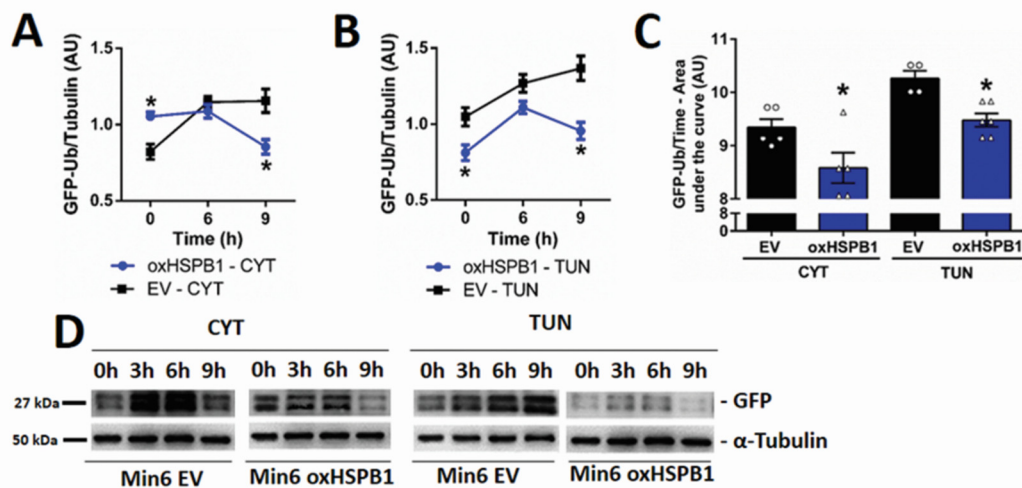 A
B
C
GFP-Ub/Tubulin (AU)
1.5
1.0
0.5
*
*
0 6 9
Time (h)
oxHSPB1 - CYT
EV - CYT
GFP-Ub/Tubulin (AU)
1.5
1.0
0.5
*
*
0 6 9
Time (h)
oxHSPB1 - TUN
EV - TUN
GFP-Ub/Time - Area
under the curve (AU)
11
10
9
8
8
0
*
*
EV oxHSPB1 EV oxHSPB1
CYT TUN
D
CYT TUN
0h 3h 6h 9h 0h 3h 6h 9h 0h 3h 6h 9h 0h 3h 6h 9h
27 kDa - GFP
50 kDa - α-Tubulin
Min6 EV Min6 oxHSPB1 Min6 EV Min6 oxHSPB1